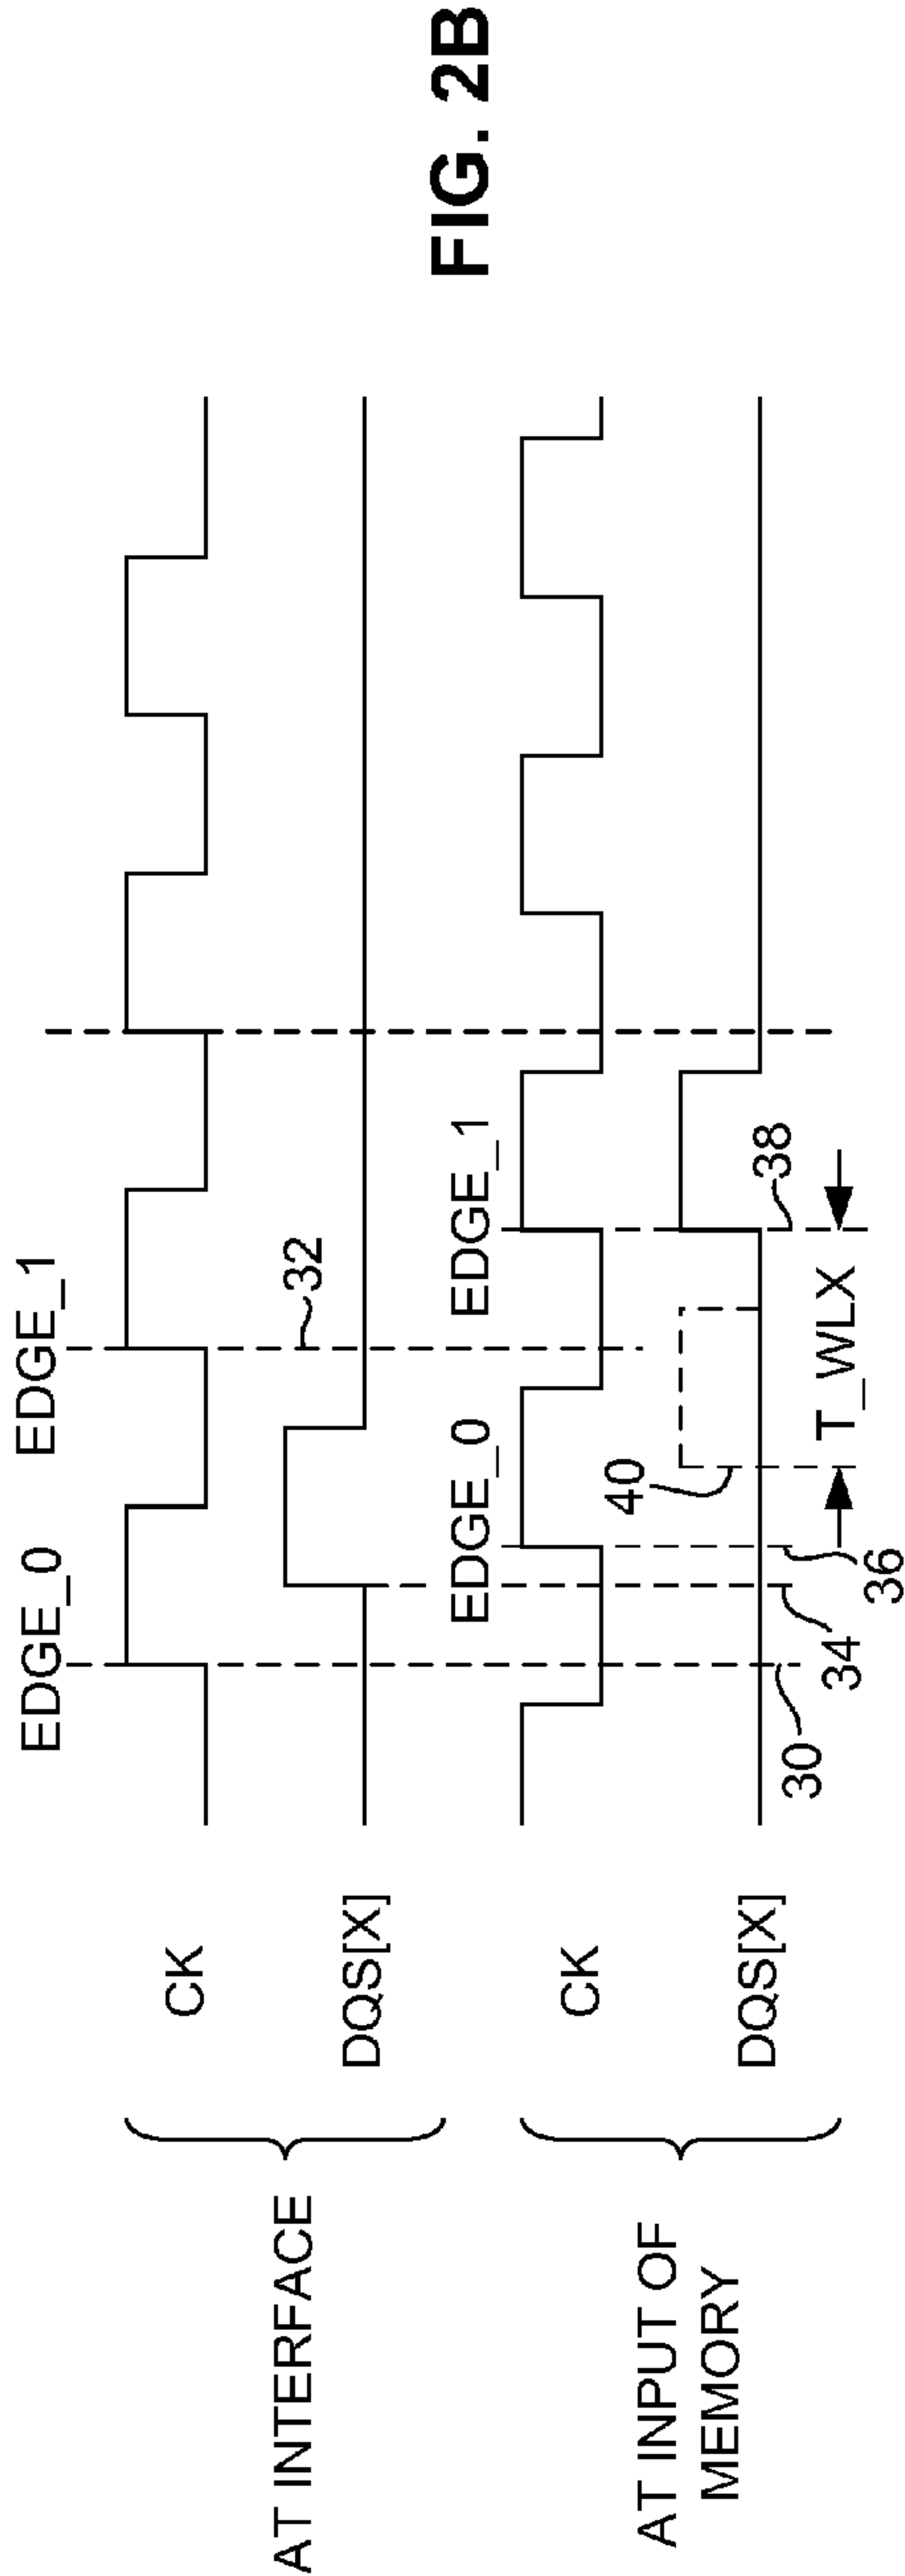 EDGE_0
EDGE_1
CK
32
DQS[X]
AT INTERFACE
EDGE_0
EDGE_1
CK
40
DQS[X]
38
AT INPUT OF
MEMORY
30
34
36
T_WLX
FIG. 2B